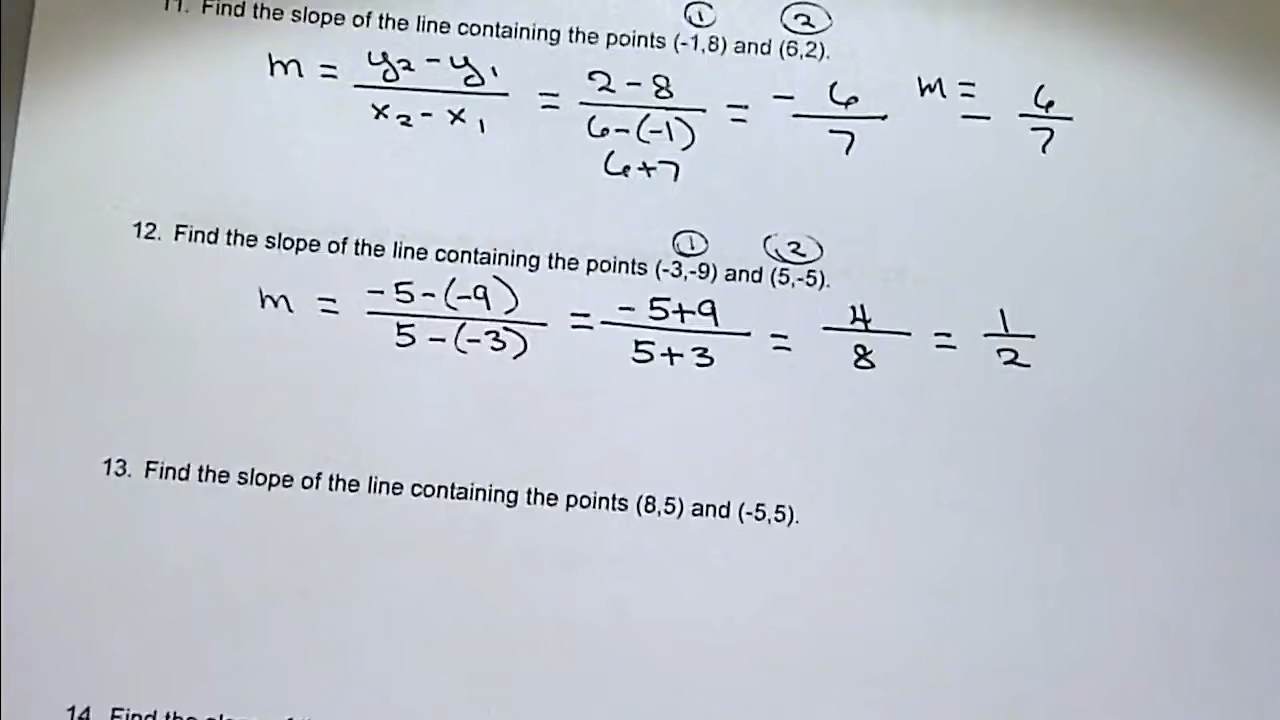 11. Find the slope of the line containing the points (-1,8) and (6,2).
① ②
m = y₂ - y₁ / x₂ - x₁ = 2 - 8 / 6 - (-1) = - 6 / 7 m = - 6 / 7
6+7
12. Find the slope of the line containing the points (-3,-9) and (5,-5).
① ②
m = -5-(-9) / 5-(-3) = -5+9 / 5+3 = 4 / 8 = 1 / 2
13. Find the slope of the line containing the points (8,5) and (-5,5).
14. Find the